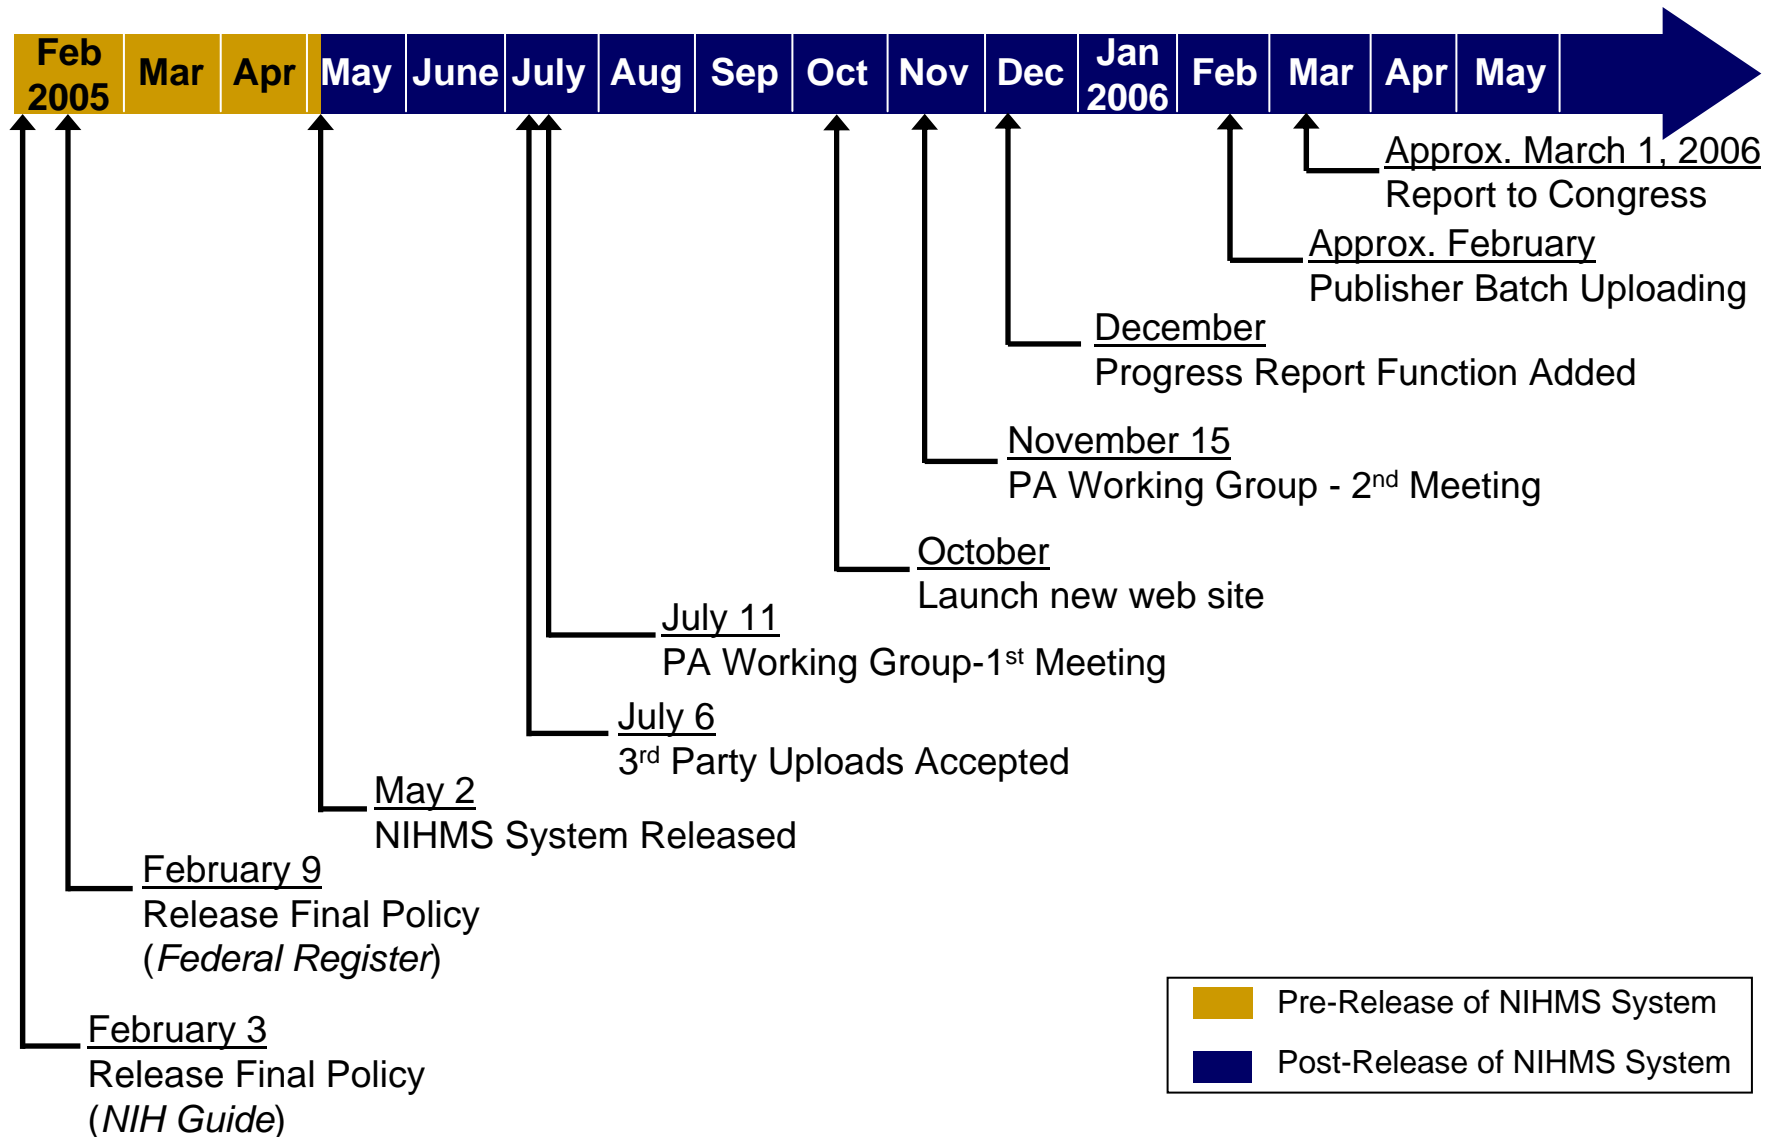 Feb
2005
Mar
Apr
May
June
July
Aug
Sep
Oct
Nov
Dec
Jan
2006
Feb
Mar
Apr
May
Approx. March 1, 2006
Report to Congress
Approx. February
Publisher Batch Uploading
December
Progress Report Function Added
November 15
PA Working Group - 2nd Meeting
October
Launch new web site
July 11
PA Working Group-1st Meeting
July 6
3rd Party Uploads Accepted
May 2
NIHMS System Released
February 9
Release Final Policy
(Federal Register)
February 3
Release Final Policy
(NIH Guide)
Pre-Release of NIHMS System
Post-Release of NIHMS System